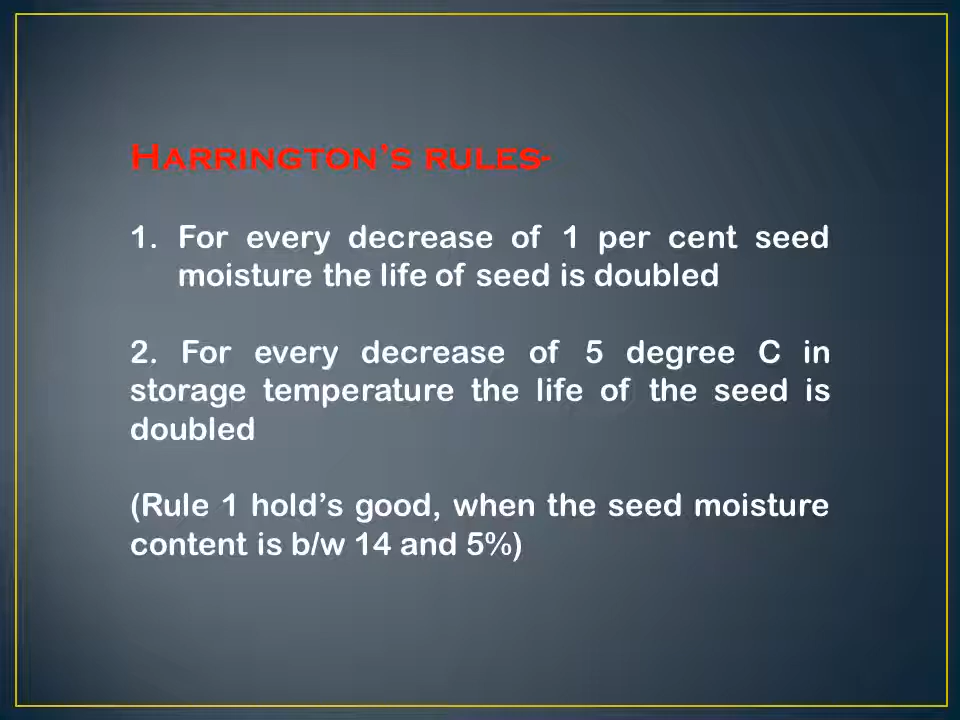 Harrington’s rules-
1. For every decrease of 1 per cent seed
moisture the life of seed is doubled
2. For every decrease of 5 degree C in
storage temperature the life of the seed is
doubled
(Rule 1 hold’s good, when the seed moisture
content is b/w 14 and 5%)